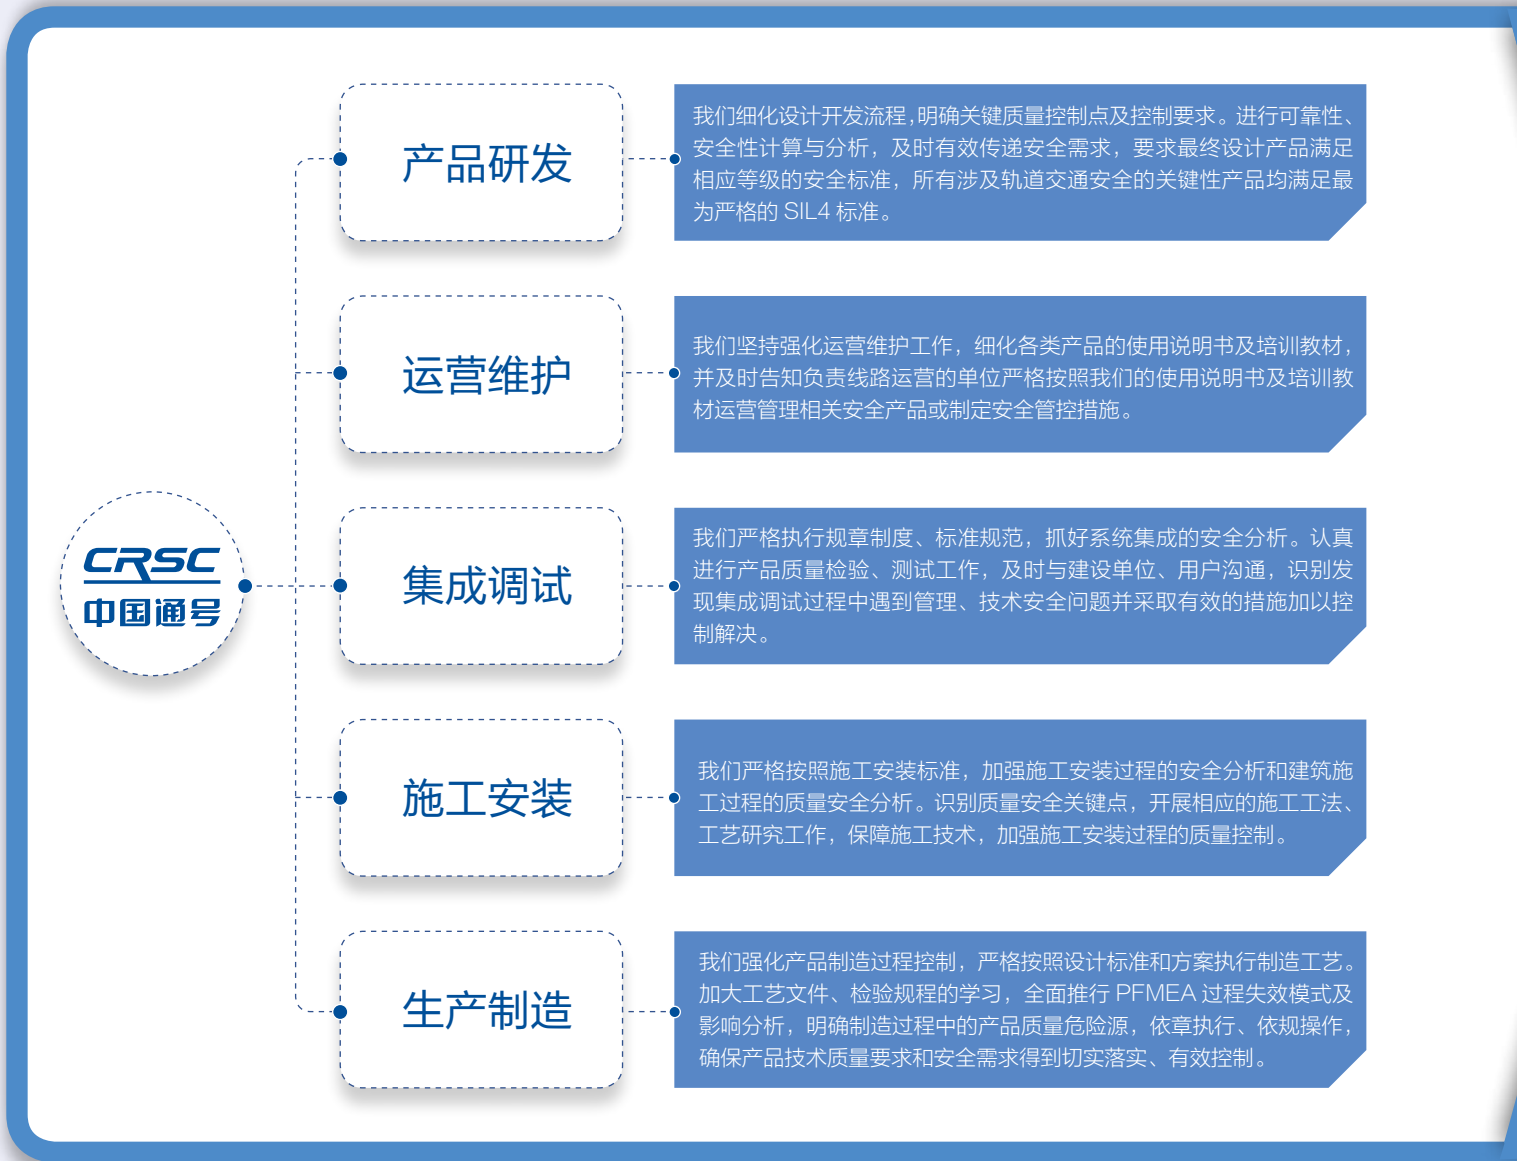 CRSC
中国通号
产品研发
我们细化设计开发流程，明确关键质量控制点及控制要求。进行可靠性、
安全性计算与分析，及时有效传递安全需求，要求最终设计产品满足
相应等级的安全标准，所有涉及轨道交通安全的关键性产品均满足最
为严格的 SIL4 标准。
运营维护
我们坚持强化运营维护工作，细化各类产品的使用说明书及培训教材，
并及时告知负责线路运营的单位严格按照我们的使用说明书及培训教
材运营管理相关安全产品或制定安全管控措施。
集成调试
我们严格执行规章制度、标准规范，抓好系统集成的安全分析。认真
进行产品质量检验、测试工作，及时与建设单位、用户沟通，识别发
现集成调试过程中遇到管理、技术安全问题并采取有效的措施加以控
制解决。
施工安装
我们严格按照施工安装标准，加强施工安装过程的安全分析和建筑施
工过程的质量安全分析。识别质量安全关键点，开展相应的施工工法、
工艺研究工作，保障施工技术，加强施工安装过程的质量控制。
生产制造
我们强化产品制造过程控制，严格按照设计标准和方案执行制造工艺。
加大工艺文件、检验规程的学习，全面推行 PFMEA 过程失效模式及
影响分析，明确制造过程中的产品质量危险源，依章执行、依规操作，
确保产品技术质量要求和安全需求得到切实落实、有效控制。